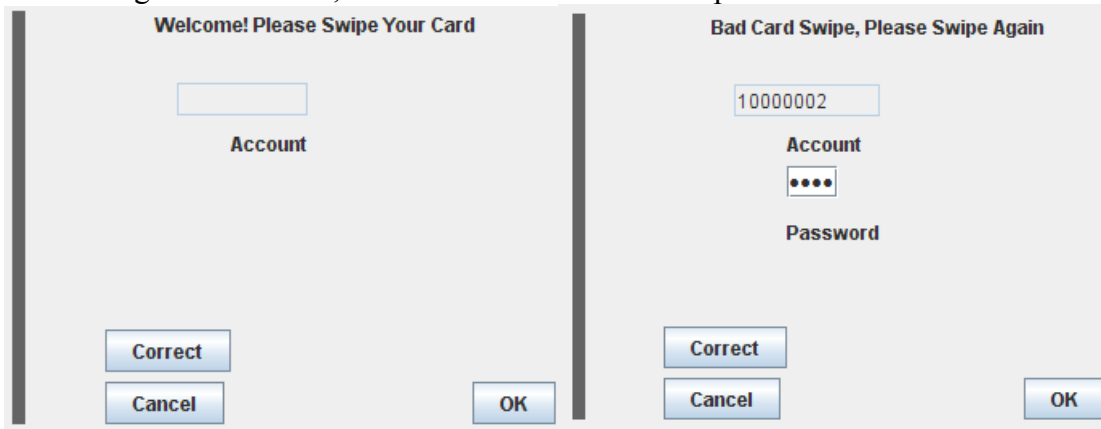 Welcome! Please Swipe Your Card
Account
Correct
Cancel
OK
Bad Card Swipe, Please Swipe Again
10000002
Account
••••
Password
Correct
Cancel
OK